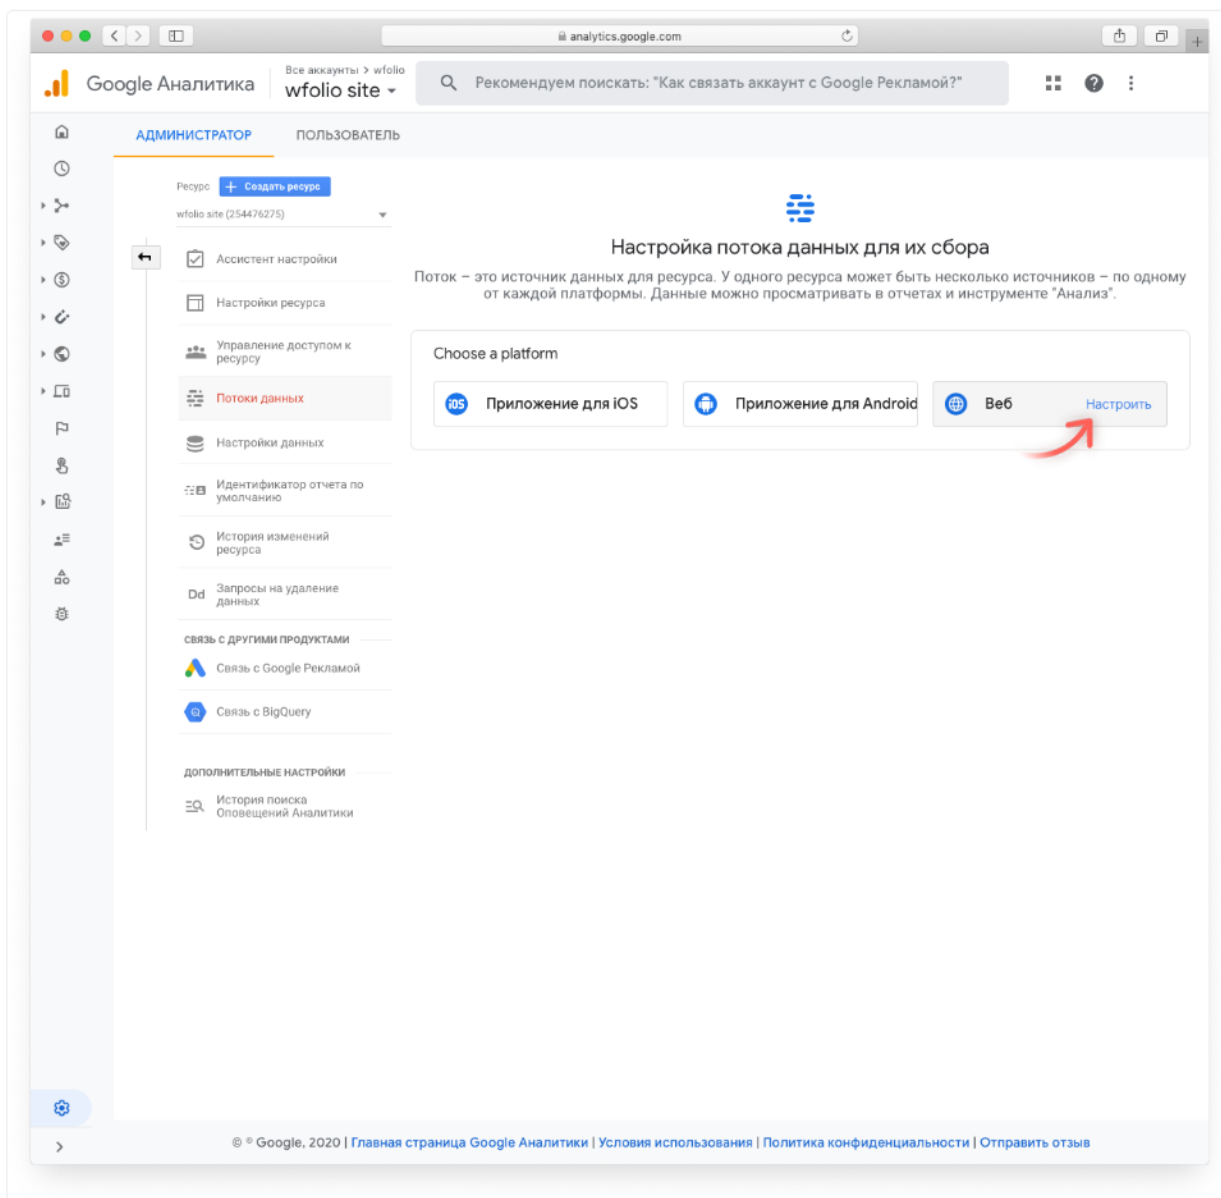 analytics.google.com
Google Аналитика
Все аккаунты > wfolio
wfolio site
Рекомендуем поискать: "Как связать аккаунт с Google Рекламой?"
АДМИНИСТРАТОР
ПОЛЬЗОВАТЕЛЬ
Ресурс
+ Создать ресурс
wfolio site (254476275)
Ассистент настройки
Настройки ресурса
Управление доступом к
ресурсу
Потоки данных
Настройки данных
Идентификатор отчета по
умолчанию
История изменений
ресурса
Dd
Запросы на удаление
данных
СВЯЗЬ С ДРУГИМИ ПРОДУКТАМИ
Связь с Google Рекламой
Связь с BigQuery
ДОПОЛНИТЕЛЬНЫЕ НАСТРОЙКИ
История поиска
Оповещений Аналитики
Настройка потока данных для их сбора
Поток – это источник данных для ресурса. У одного ресурса может быть несколько источников – по одному
от каждой платформы. Данные можно просматривать в отчетах и инструменте "Анализ".
Choose a platform
iOS
Приложение для iOS
Приложение для Android
Веб
Настроить
© ® Google, 2020 | Главная страница Google Аналитики | Условия использования | Политика конфиденциальности | Отправить отзыв